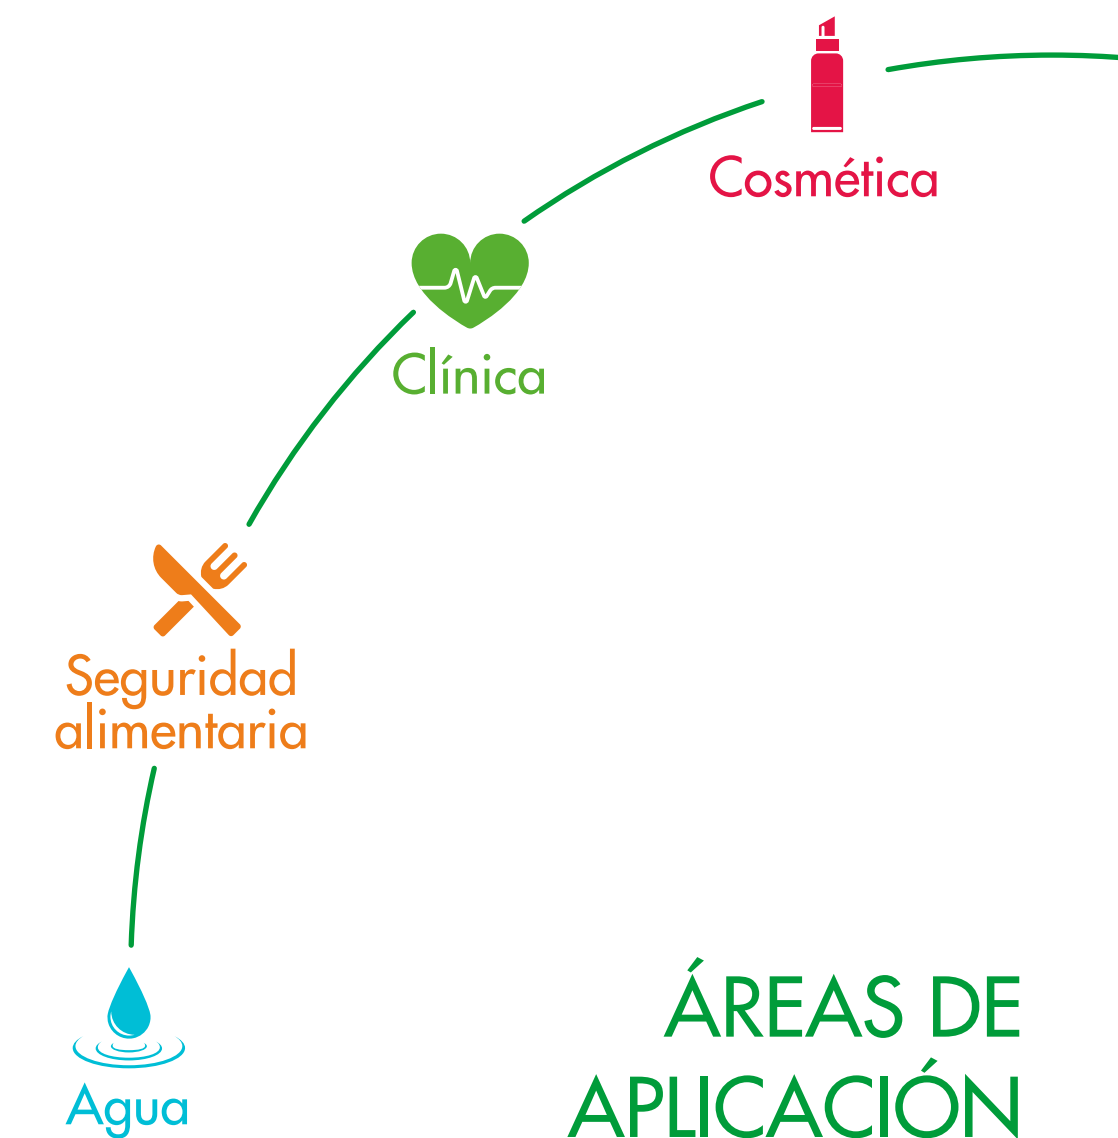 Cosmética
Clínica
Seguridad
alimentaria
Agua
ÁREAS DE
APLICACIÓN